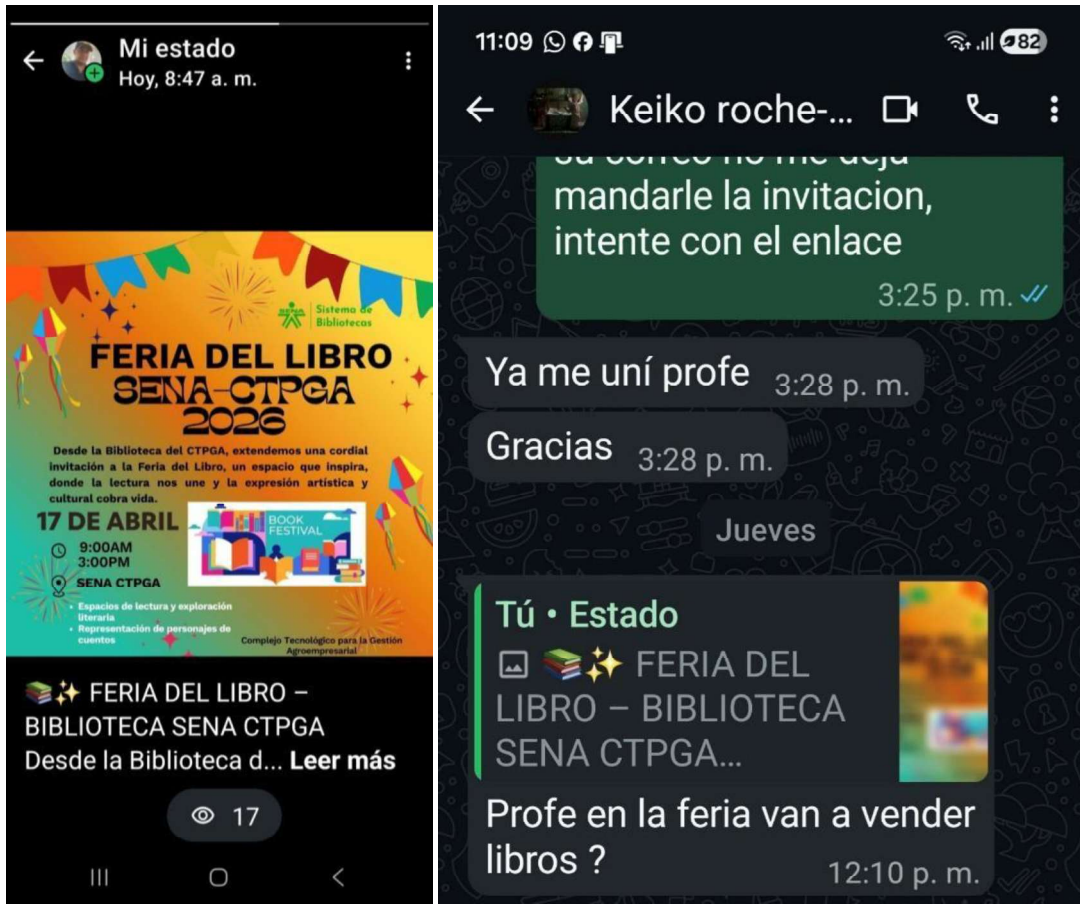 Mi estado
Hoy, 8:47 a. m.
SENA
Sistema de
Bibliotecas
FERIA DEL LIBRO
SENA-CTPGA
2026
Desde la Biblioteca del CTPGA, extendemos una cordial
invitación a la Feria del Libro, un espacio que inspira,
donde la lectura nos une y la expresión artística y
cultural cobra vida.
17 DE ABRIL
9:00AM
3:00PM
SENA CTPGA
BOOK
FESTIVAL
• Espacios de lectura y exploración
literaria
• Representación de personajes de
cuentos
Complejo Tecnológico para la Gestión
Agroempresarial
📚✨ FERIA DEL LIBRO –
BIBLIOTECA SENA CTPGA
Desde la Biblioteca d... Leer más
17
11:09
82
Keiko roche-...
su correo no me deja
mandarle la invitacion,
intente con el enlace
3:25 p. m.
Ya me uní profe 3:28 p. m.
Gracias 3:28 p. m.
Jueves
Tú • Estado
📚✨ FERIA DEL
LIBRO – BIBLIOTECA
SENA CTPGA...
Profe en la feria van a vender
libros ? 12:10 p. m.